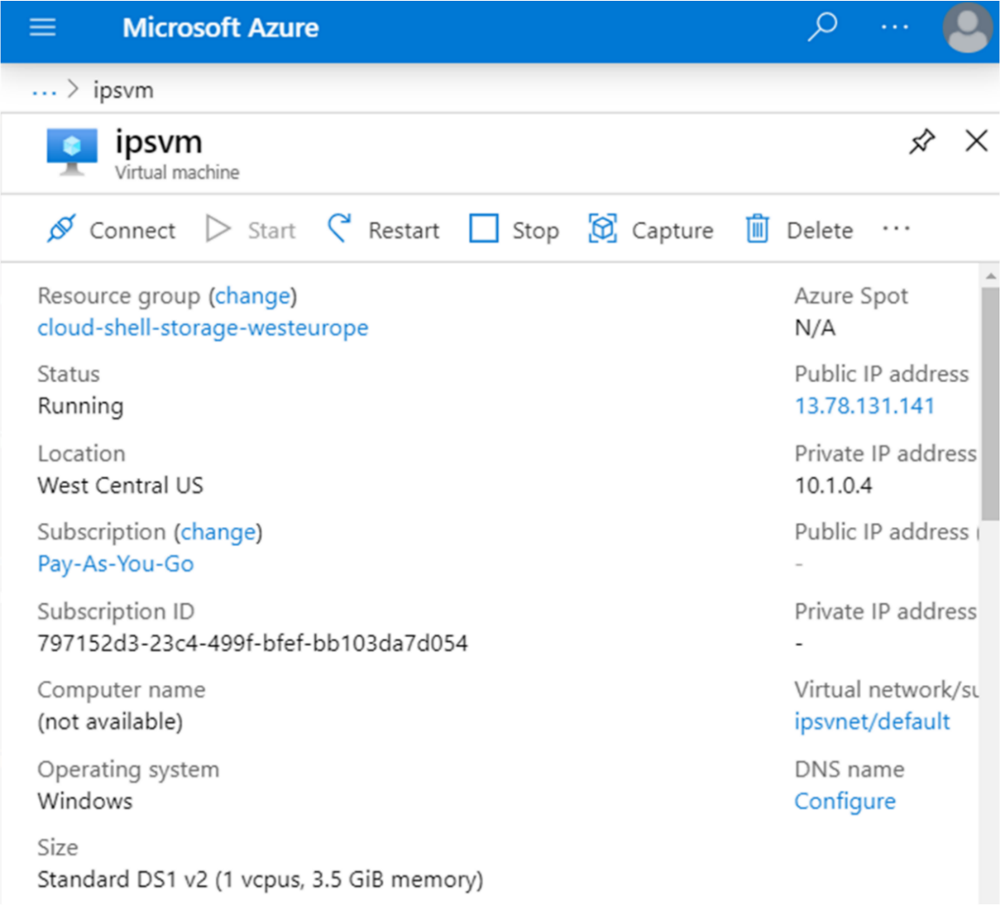 Microsoft Azure
... > ipsvm
ipsvm
Virtual machine
Connect Start Restart Stop Capture Delete ...
Resource group (change)
cloud-shell-storage-westeurope
Status
Running
Location
West Central US
Subscription (change)
Pay-As-You-Go
Subscription ID
797152d3-23c4-499f-bfef-bb103da7d054
Computer name
(not available)
Operating system
Windows
Size
Standard DS1 v2 (1 vcpus, 3.5 GiB memory)
Azure Spot
N/A
Public IP address
13.78.131.141
Private IP address
10.1.0.4
Public IP address (
-
Private IP address
-
Virtual network/su
ipsvnet/default
DNS name
Configure